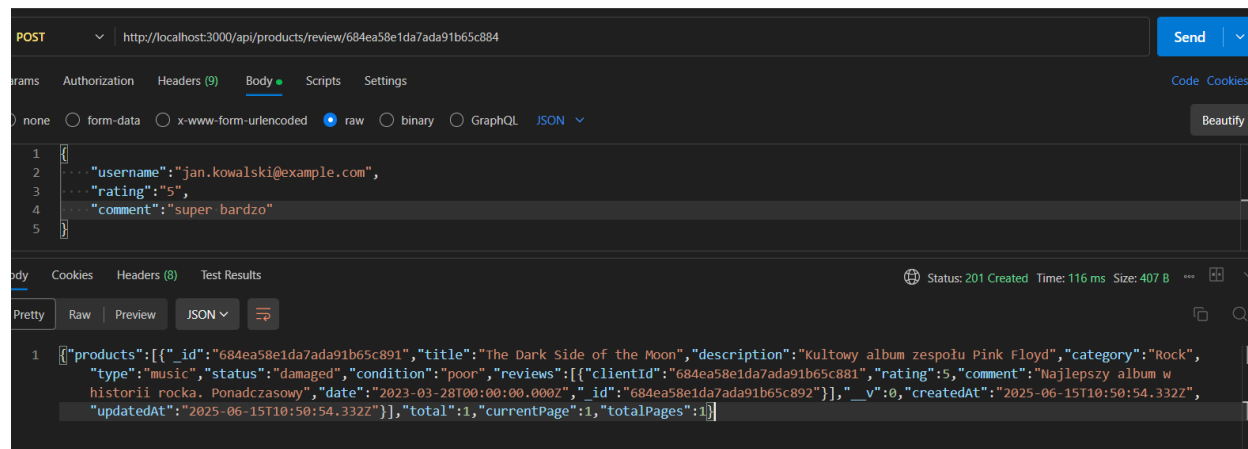 POST http://localhost:3000/api/products/review/684ea58e1da7ada91b65c884 Send
arams Authorization Headers (9) Body Scripts Settings Code Cookies
none form-data x-www-form-urlencoded raw binary GraphQL JSON Beautify
1 {
2 ····"username":"jan.kowalski@example.com",
3 ····"rating":"5",
4 ····"comment":"super·bardzo"
5 }
ody Cookies Headers (8) Test Results Status: 201 Created Time: 116 ms Size: 407 B
Pretty Raw Preview JSON
1 {"products":[{"_id":"684ea58e1da7ada91b65c891","title":"The Dark Side of the Moon","description":"Kultowy album zespołu Pink Floyd","category":"Rock",
"type":"music","status":"damaged","condition":"poor","reviews":[{"clientId":"684ea58e1da7ada91b65c881","rating":5,"comment":"Najlepszy album w
historii rocka. Ponadczasowy","date":"2023-03-28T00:00:00.000Z","_id":"684ea58e1da7ada91b65c892"}],"__v":0,"createdAt":"2025-06-15T10:50:54.332Z",
"updatedAt":"2025-06-15T10:50:54.332Z"}],"total":1,"currentPage":1,"totalPages":1}